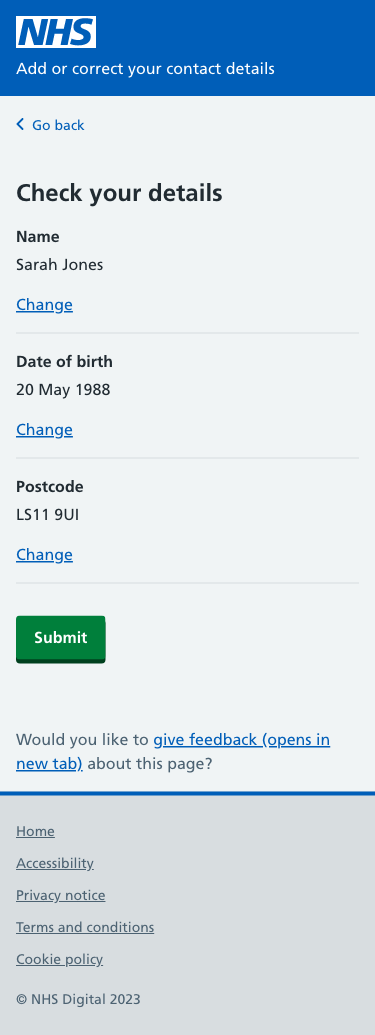 NHS
Add or correct your contact details
Go back
Check your details
Name
Sarah Jones
Change
Date of birth
20 May 1988
Change
Postcode
LS11 9UI
Change
Submit
Would you like to give feedback (opens in
new tab) about this page?
Home
Accessibility
Privacy notice
Terms and conditions
Cookie policy
© NHS Digital 2023